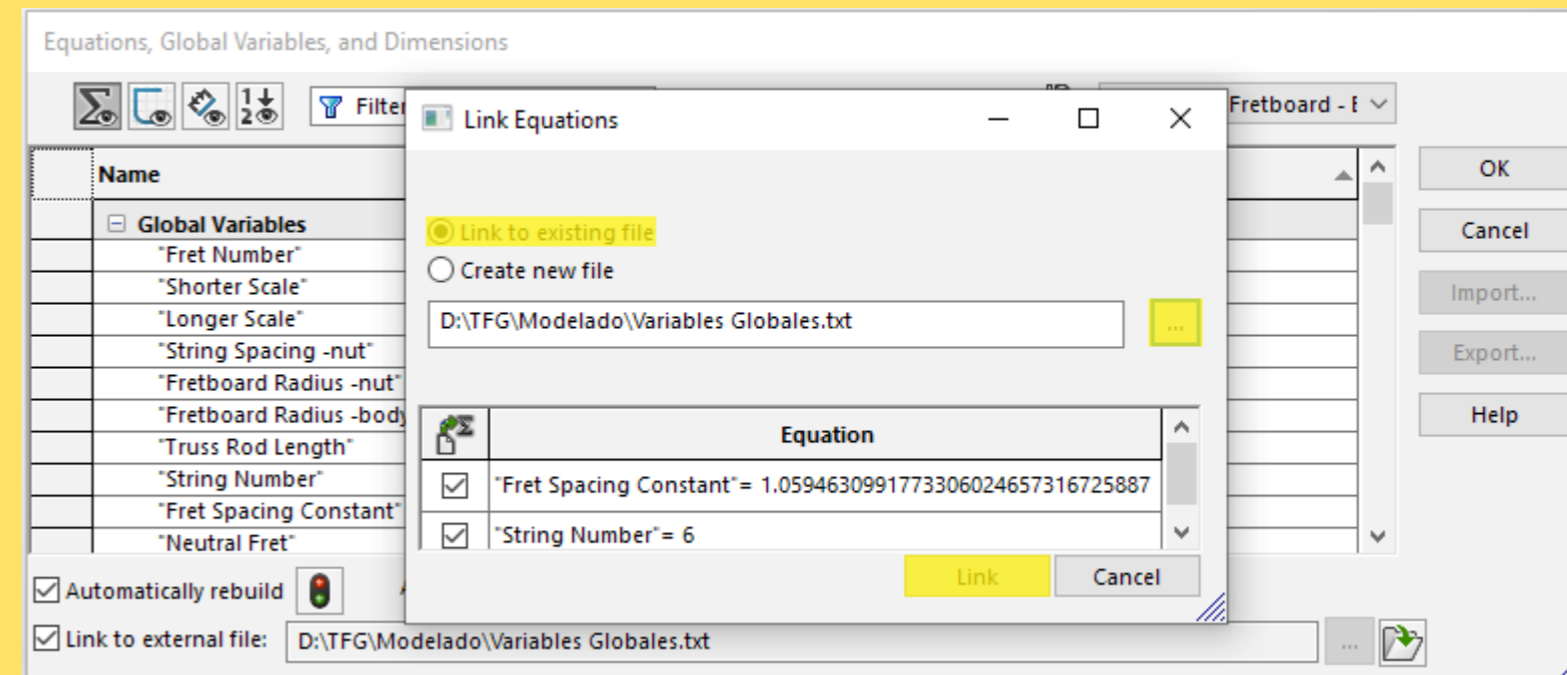 Equations, Global Variables, and Dimensions
Filter
Fretboard - E
Name
Global Variables
"Fret Number"
"Shorter Scale"
"Longer Scale"
"String Spacing -nut"
"Fretboard Radius -nut"
"Fretboard Radius -body
"Truss Rod Length"
"String Number"
"Fret Spacing Constant"
"Neutral Fret"
Link Equations
Link to existing file
Create new file
D:\TFG\Modelado\Variables Globales.txt
...
Equation
"Fret Spacing Constant"= 1.0594630991773306024657316725887
"String Number"= 6
Link
Cancel
OK
Cancel
Import...
Export...
Help
Automatically rebuild
Link to external file:
D:\TFG\Modelado\Variables Globales.txt
...